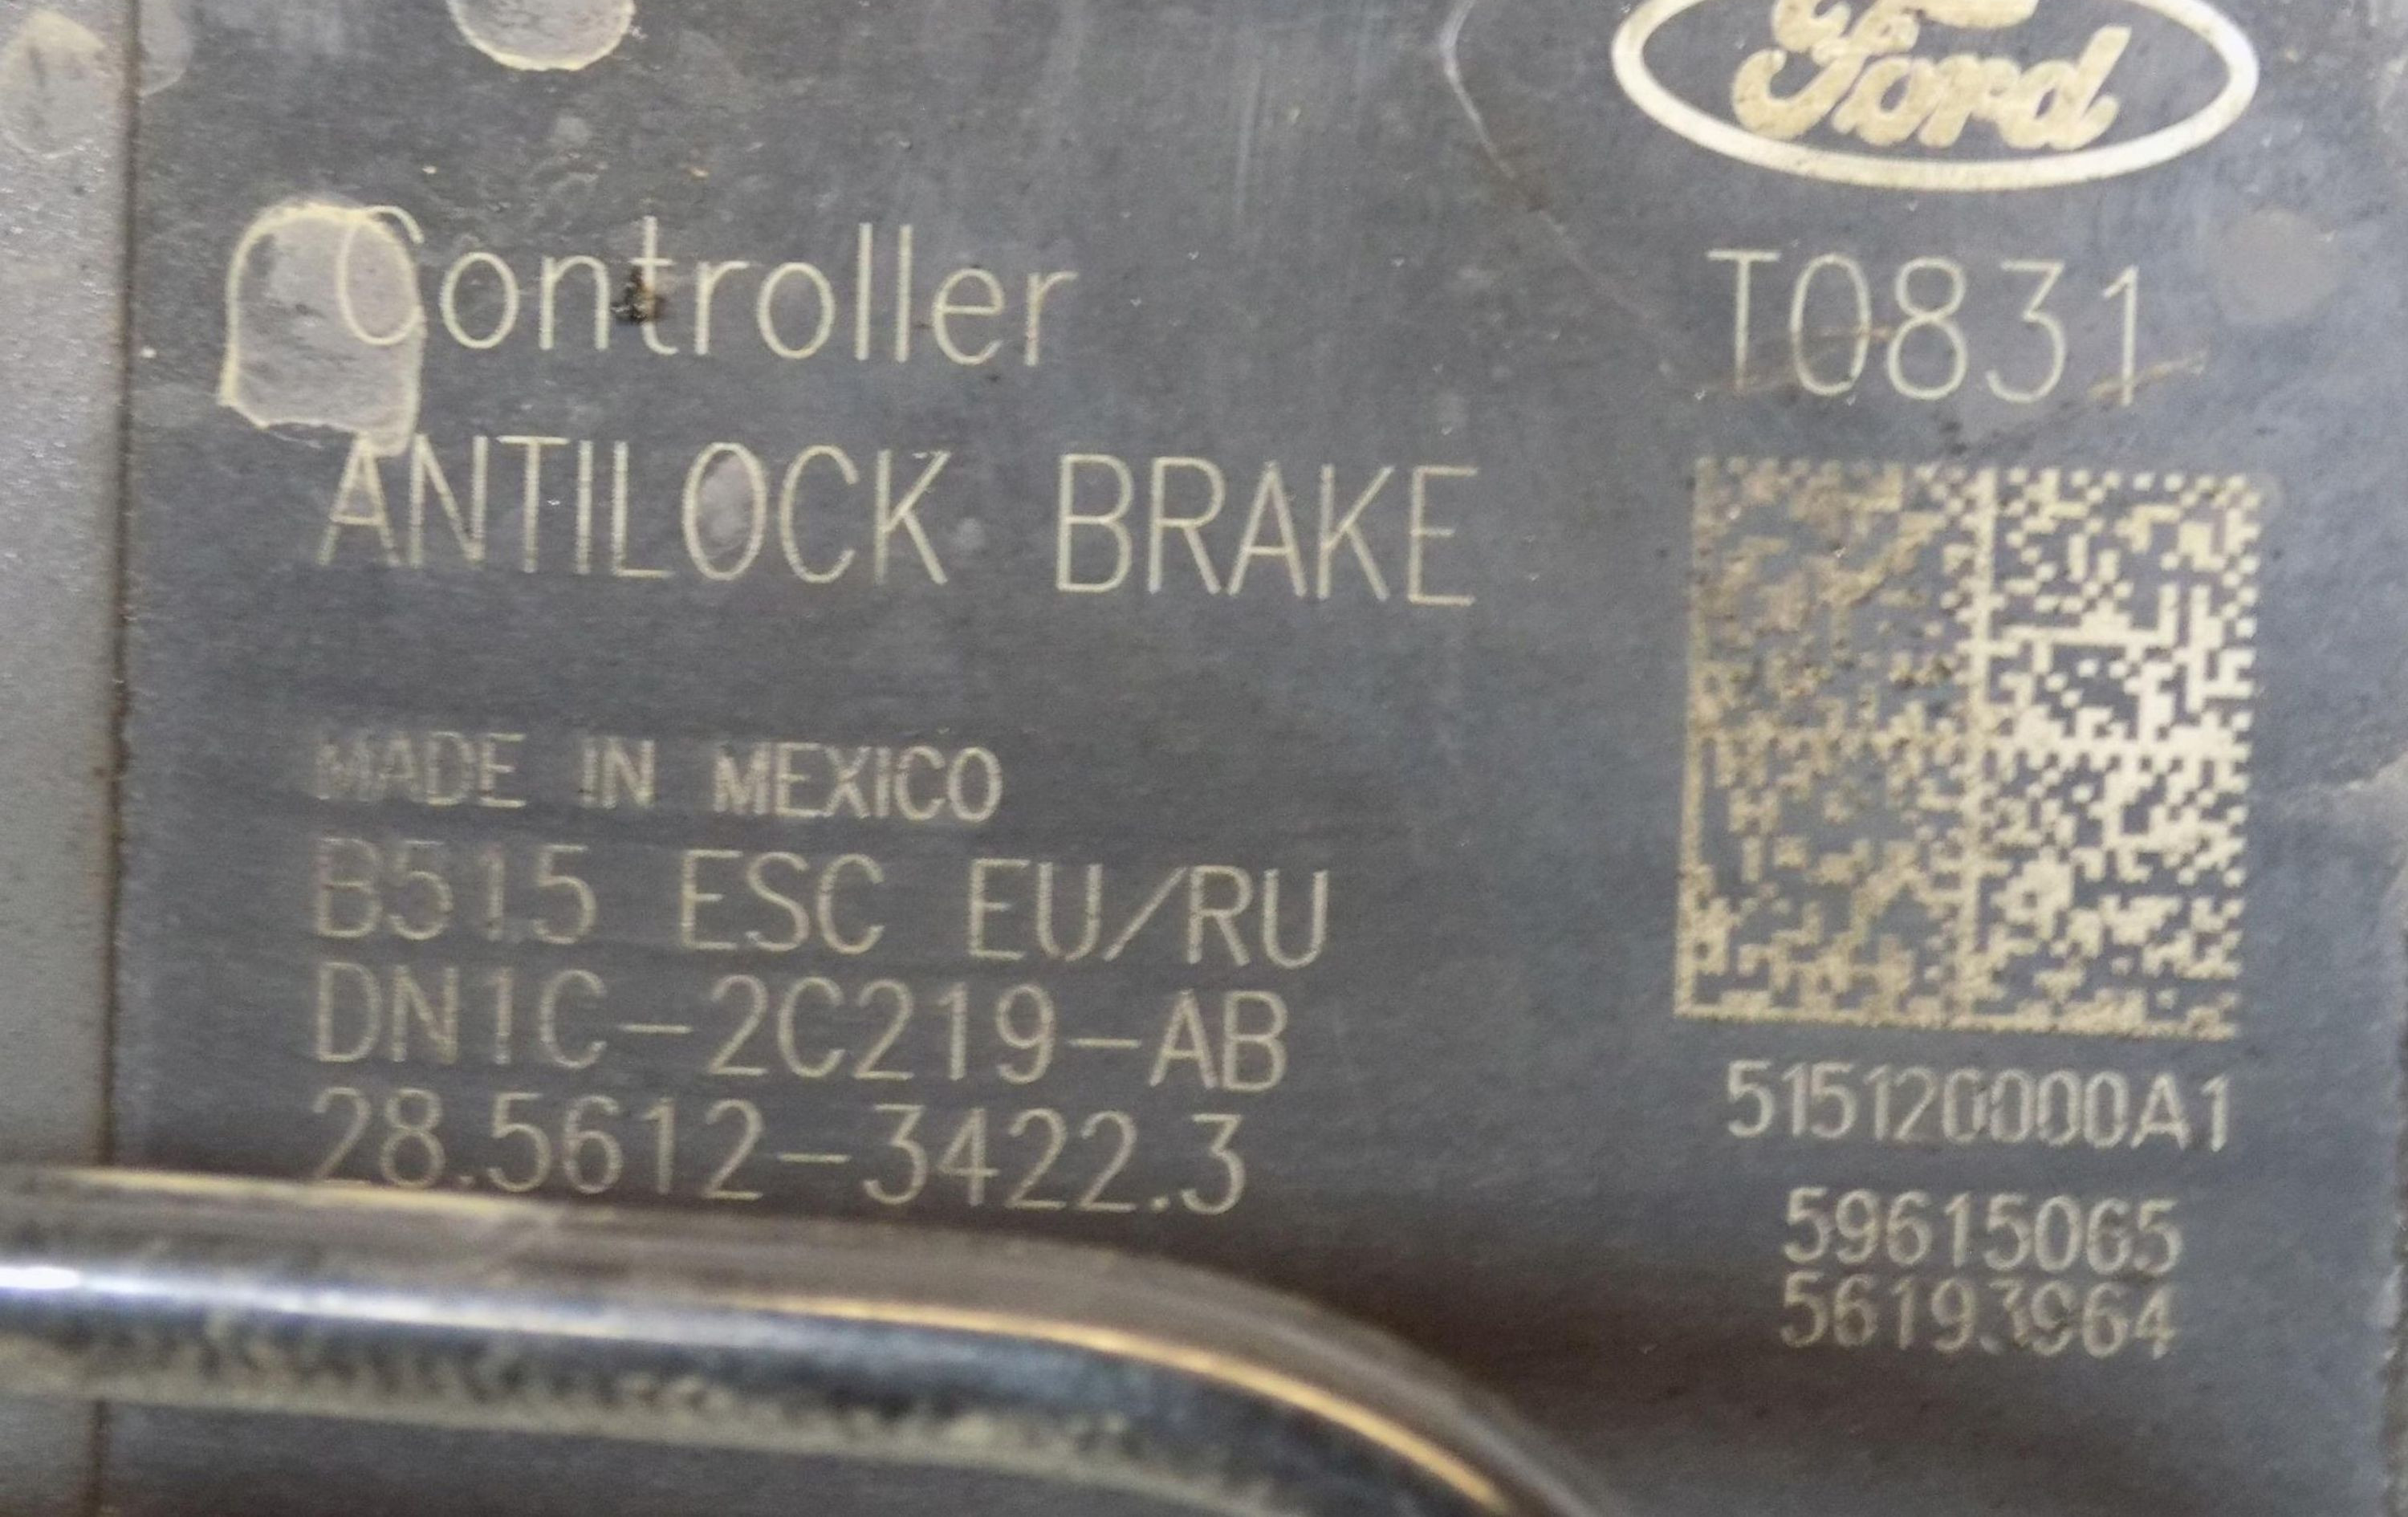 Ford
Controller
T0831
ANTILOCK BRAKE
MADE IN MEXICO
B515 ESC EU/RU
DN1C-2C219-AB
28.5612-3422.3
515120000A1
59615065
56193964